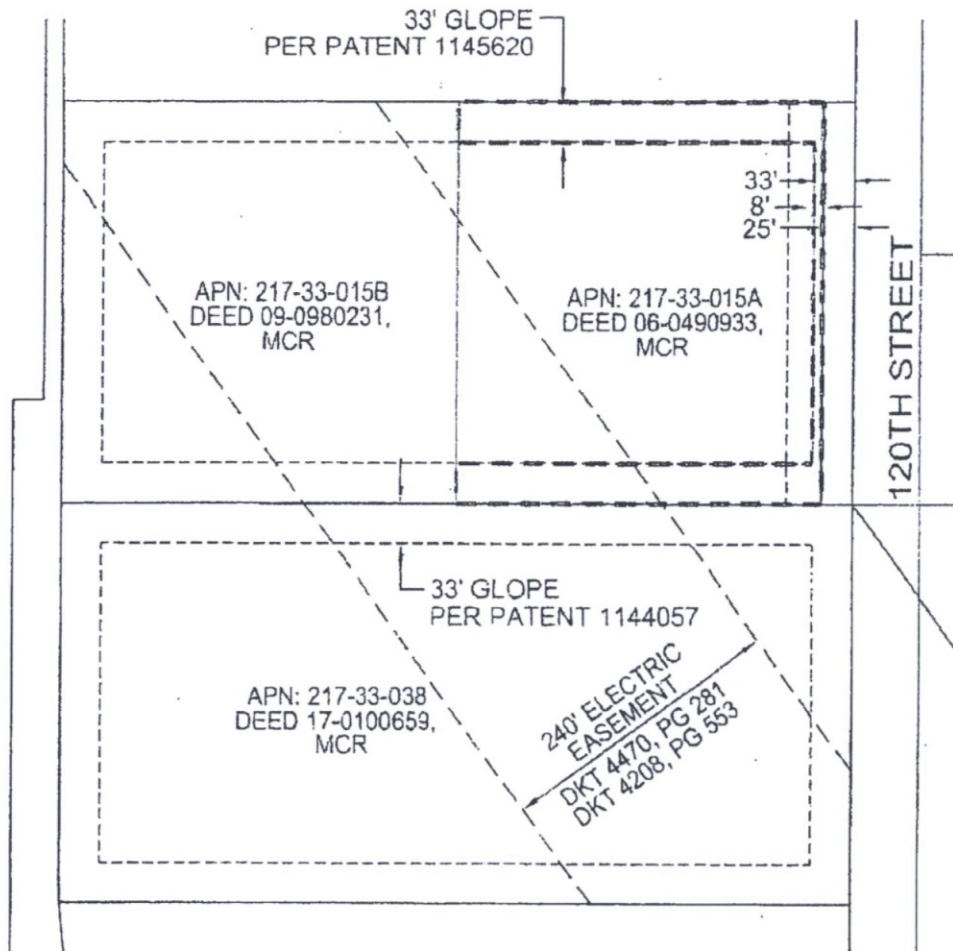 33' GLOPE
PER PATENT 1145620
33'
8'
25'
120TH STREET
APN: 217-33-015B
DEED 09-0980231,
MCR
APN: 217-33-015A
DEED 06-0490933,
MCR
33' GLOPE
PER PATENT 1144057
APN: 217-33-038
DEED 17-0100659,
MCR
240' ELECTRIC
EASEMENT
DKT 4470, PG 281
DKT 4208, PG 553